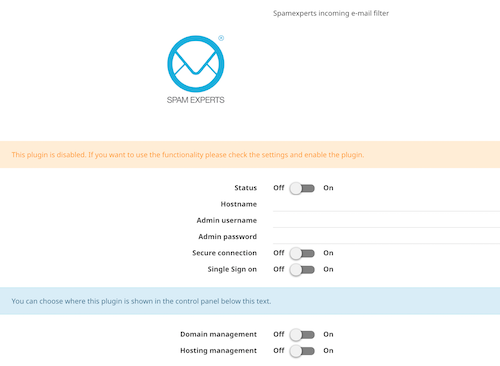 Spamexperts incoming e-mail filter
®
SPAM EXPERTS
This plugin is disabled. If you want to use the functionality please check the settings and enable the plugin.
Status Off On
Hostname
Admin username
Admin password
Secure connection Off On
Single Sign on Off On
You can choose where this plugin is shown in the control panel below this text.
Domain management Off On
Hosting management Off On